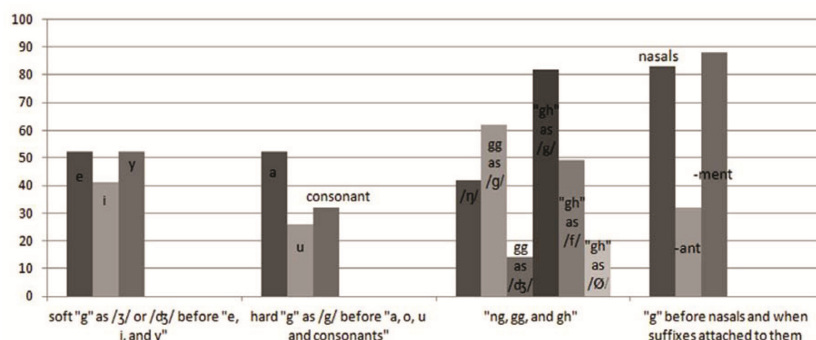 100
90
80
70
60
50
40
30
20
10
0
e
i
y
a
u
consonant
/ŋ/
gg
as
/g/
gg
as
/ʤ/
"gh"
as
/g/
"gh"
as
/f/
"gh"
as
/Ø/
nasals
-ant
-ment
soft "g" as /ʒ/ or /ʤ/ before "e,
i, and y"
hard "g" as /g/ before "a, o, u
and consonants"
"ng, gg, and gh"
"g" before nasals and when
suffixes attached to them